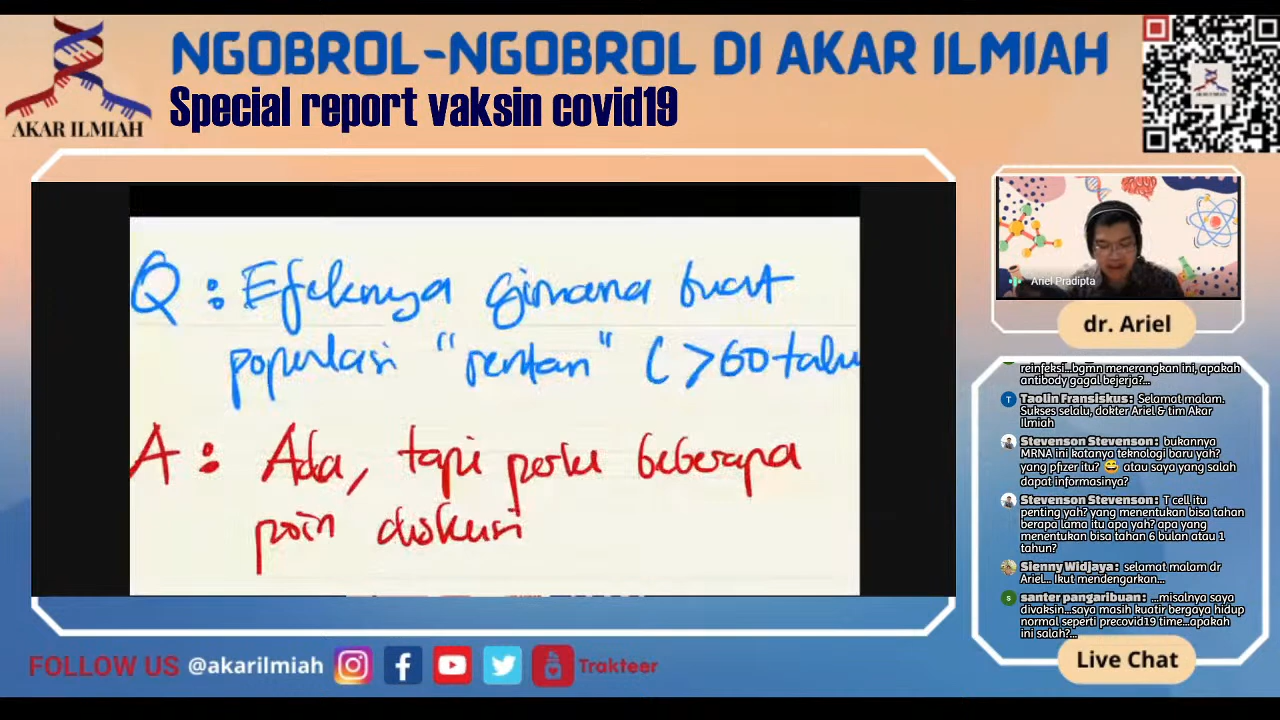 NGOBROL-NGOBROL DI AKAR ILMIAH
Special report vaksin covid19
AKAR ILMIAH
Q : Efeknya gimana buat
populasi "rentan" ( >60 tahu
A : Ada, tapi perlu beberapa
poin diskusi
Ariel Pradipta
dr. Ariel
reinfeksi...bgmn menerangkan ini, apakah
antibody gagal bejerja?...
T Taolin Fransiskus : Selamat malam.
Sukses selalu, dokter Ariel & tim Akar
Ilmiah
Stevenson Stevenson : bukannya
MRNA ini katanya teknologi baru yah?
yang pfizer itu? 😅 atau saya yang salah
dapat informasinya?
Stevenson Stevenson : T cell itu
penting yah? yang menentukan bisa tahan
berapa lama itu apa yah? apa yang
menentukan bisa tahan 6 bulan atau 1
tahun?
Sienny Widjaya : selamat malam dr
Ariel... Ikut mendengarkan...
s santer pangaribuan : ...misalnya saya
divaksin...saya masih kuatir bergaya hidup
normal seperti precovid19 time...apakah
ini salah?...
Live Chat
FOLLOW US @akarilmiah
Trakteer